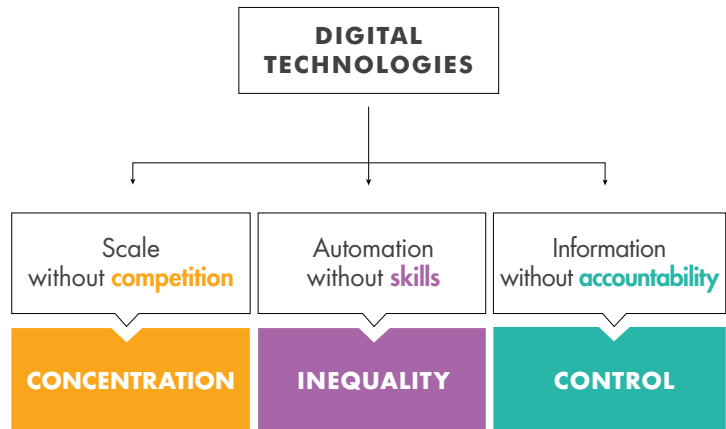 DIGITAL
TECHNOLOGIES
Scale
without competition
Automation
without skills
Information
without accountability
CONCENTRATION
INEQUALITY
CONTROL